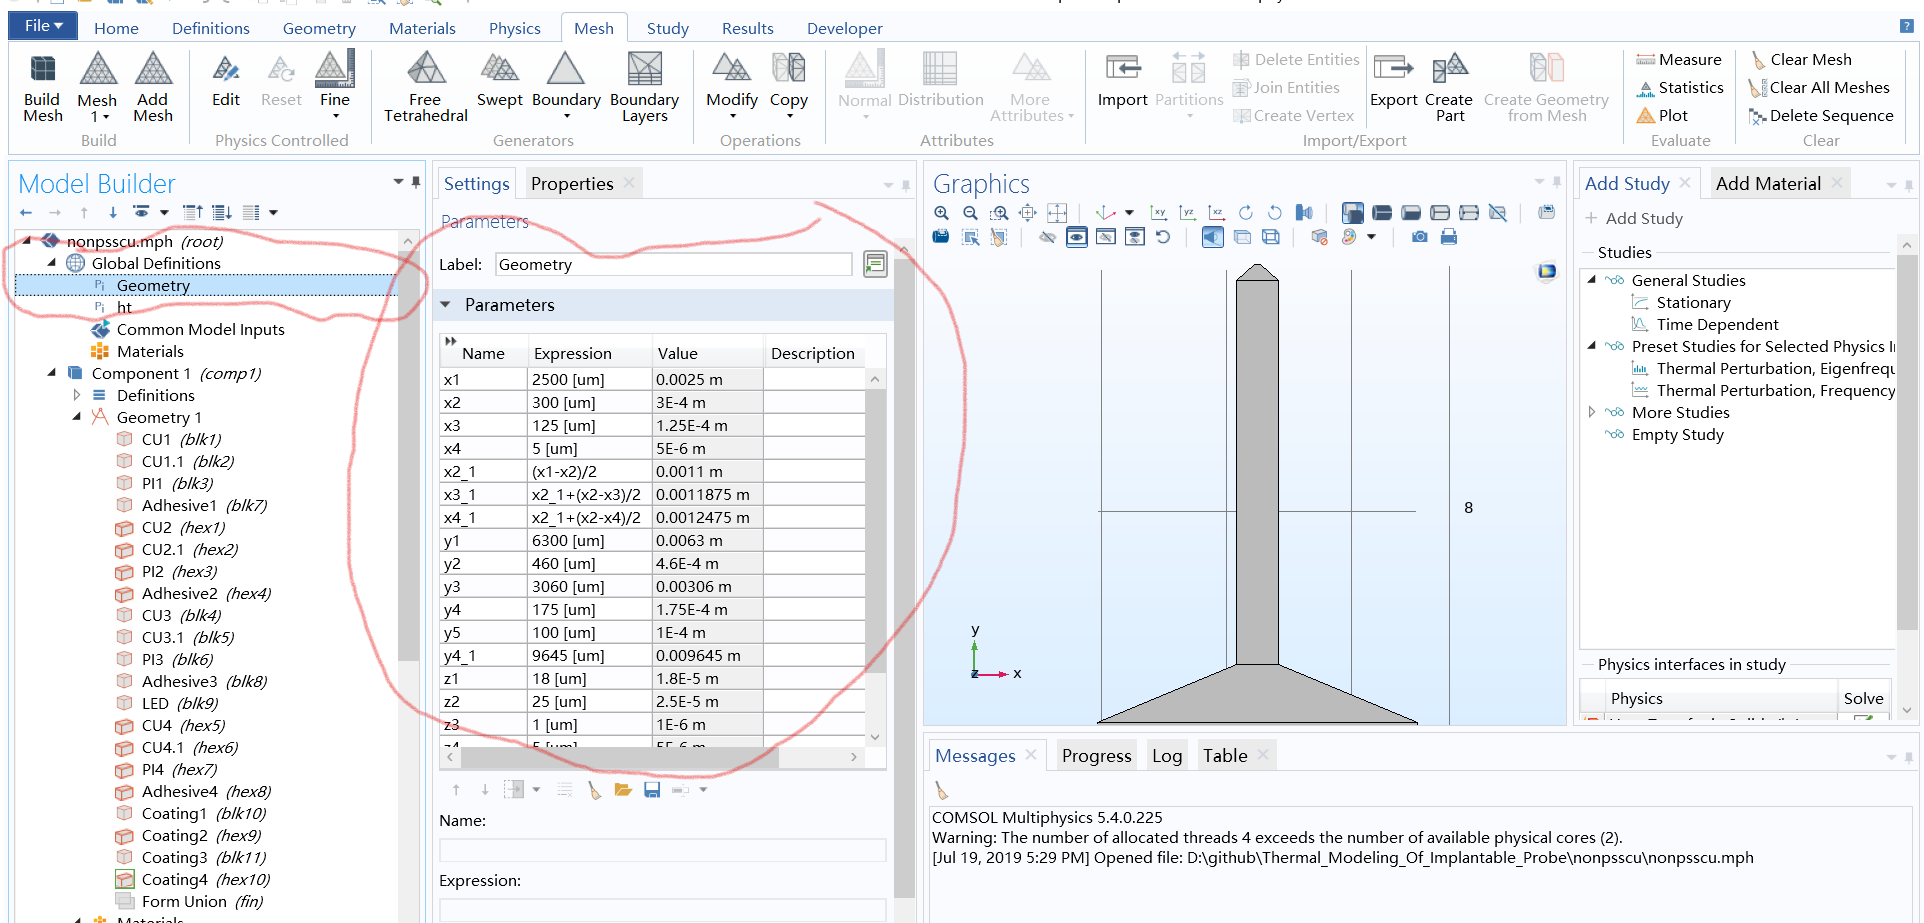 File
Home
Definitions
Geometry
Materials
Physics
Mesh
Study
Results
Developer
?
Build Mesh
Mesh 1
Add Mesh
Edit
Reset
Fine
Free Tetrahedral
Swept
Boundary
Boundary Layers
Modify
Copy
Normal
Distribution
More Attributes
Import
Partitions
Delete Entities
Join Entities
Create Vertex
Export
Create Part
Create Geometry from Mesh
Measure
Statistics
Plot
Clear Mesh
Clear All Meshes
Delete Sequence
Build
Physics Controlled
Generators
Operations
Attributes
Import/Export
Evaluate
Clear
Model Builder
nonpsscu.mph (root)
Global Definitions
Pi Geometry
Pi ht
Common Model Inputs
Materials
Component 1 (comp1)
Definitions
Geometry 1
CU1 (blk1)
CU1.1 (blk2)
PI1 (blk3)
Adhesive1 (blk7)
CU2 (hex1)
CU2.1 (hex2)
PI2 (hex3)
Adhesive2 (hex4)
CU3 (blk4)
CU3.1 (blk5)
PI3 (blk6)
Adhesive3 (blk8)
LED (blk9)
CU4 (hex5)
CU4.1 (hex6)
PI4 (hex7)
Adhesive4 (hex8)
Coating1 (blk10)
Coating2 (hex9)
Coating3 (blk11)
Coating4 (hex10)
Form Union (fin)
Materials
Settings
Properties
Parameters
Label: Geometry
Parameters
Name Expression Value Description
x1 2500 [um] 0.0025 m
x2 300 [um] 3E-4 m
x3 125 [um] 1.25E-4 m
x4 5 [um] 5E-6 m
x2_1 (x1-x2)/2 0.0011 m
x3_1 x2_1+(x2-x3)/2 0.0011875 m
x4_1 x2_1+(x2-x4)/2 0.0012475 m
y1 6300 [um] 0.0063 m
y2 460 [um] 4.6E-4 m
y3 3060 [um] 0.00306 m
y4 175 [um] 1.75E-4 m
y5 100 [um] 1E-4 m
y4_1 9645 [um] 0.009645 m
z1 18 [um] 1.8E-5 m
z2 25 [um] 2.5E-5 m
z3 1 [um] 1E-6 m
z4 5 [um] 5E-6 m
Name:
Expression:
Graphics
xy yz xz
8
y
z x
Messages
Progress
Log
Table
COMSOL Multiphysics 5.4.0.225
Warning: The number of allocated threads 4 exceeds the number of available physical cores (2).
[Jul 19, 2019 5:29 PM] Opened file: D:\github\Thermal_Modeling_Of_Implantable_Probe\nonpsscu\nonpsscu.mph
Add Study
Add Material
+ Add Study
Studies
General Studies
Stationary
Time Dependent
Preset Studies for Selected Physics I
Thermal Perturbation, Eigenfrequ
Thermal Perturbation, Frequency
More Studies
Empty Study
Physics interfaces in study
Physics Solve